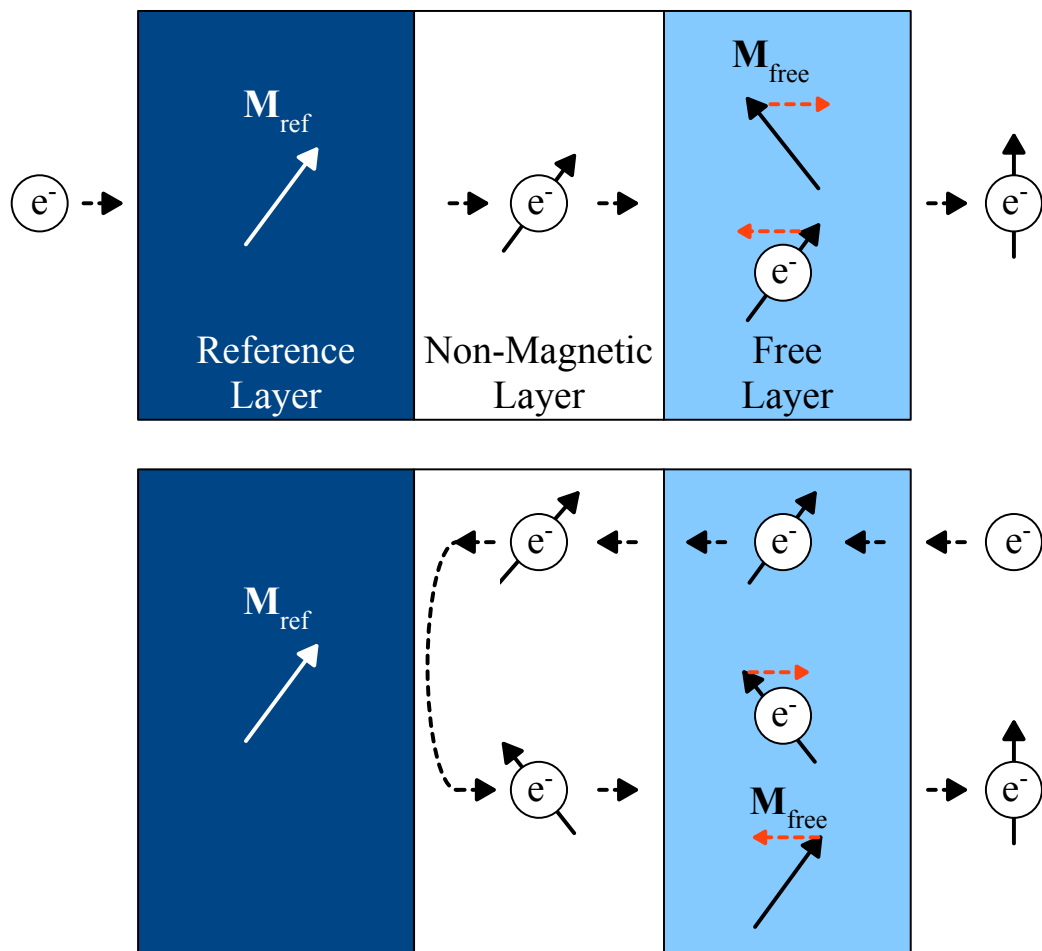 M_ref
M_free
e⁻
e⁻
e⁻
e⁻
Reference Layer
Non-Magnetic Layer
Free Layer
e⁻
e⁻
e⁻
M_ref
e⁻
e⁻
e⁻
M_free